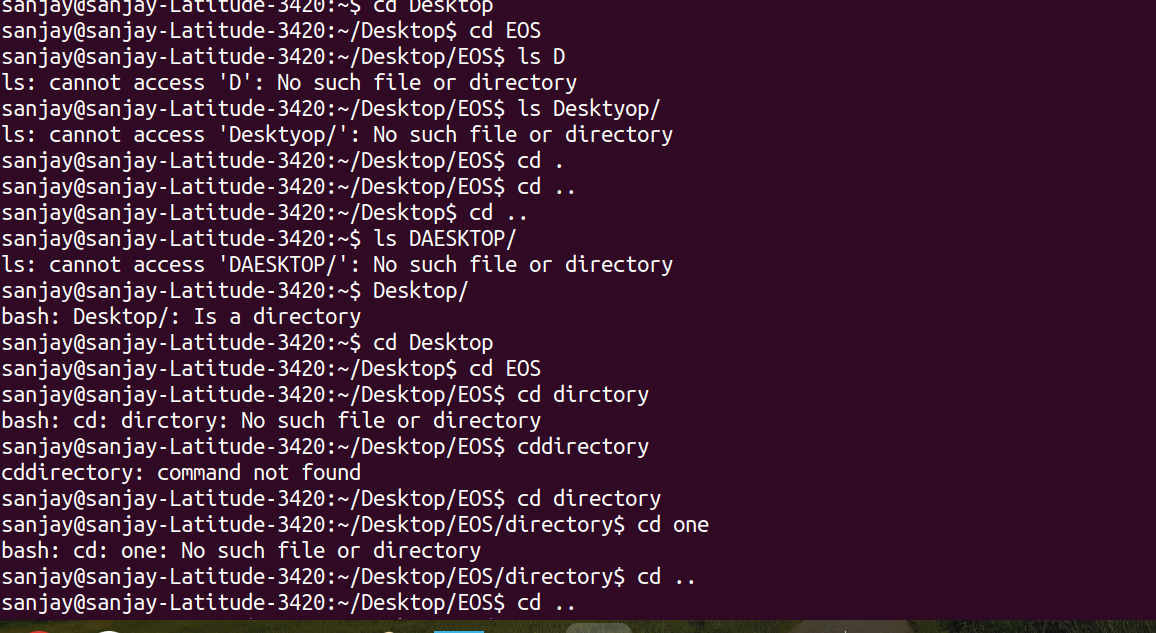 sanjay@sanjay-Latitude-3420:~$ cd Desktop
sanjay@sanjay-Latitude-3420:~/Desktop$ cd EOS
sanjay@sanjay-Latitude-3420:~/Desktop/EOS$ ls D
ls: cannot access 'D': No such file or directory
sanjay@sanjay-Latitude-3420:~/Desktop/EOS$ ls Desktyop/
ls: cannot access 'Desktyop/': No such file or directory
sanjay@sanjay-Latitude-3420:~/Desktop/EOS$ cd .
sanjay@sanjay-Latitude-3420:~/Desktop/EOS$ cd ..
sanjay@sanjay-Latitude-3420:~/Desktop$ cd ..
sanjay@sanjay-Latitude-3420:~$ ls DAESKTOP/
ls: cannot access 'DAESKTOP/': No such file or directory
sanjay@sanjay-Latitude-3420:~$ Desktop/
bash: Desktop/: Is a directory
sanjay@sanjay-Latitude-3420:~$ cd Desktop
sanjay@sanjay-Latitude-3420:~/Desktop$ cd EOS
sanjay@sanjay-Latitude-3420:~/Desktop/EOS$ cd dirctory
bash: cd: dirctory: No such file or directory
sanjay@sanjay-Latitude-3420:~/Desktop/EOS$ cddirectory
cddirectory: command not found
sanjay@sanjay-Latitude-3420:~/Desktop/EOS$ cd directory
sanjay@sanjay-Latitude-3420:~/Desktop/EOS/directory$ cd one
bash: cd: one: No such file or directory
sanjay@sanjay-Latitude-3420:~/Desktop/EOS/directory$ cd ..
sanjay@sanjay-Latitude-3420:~/Desktop/EOS$ cd ..